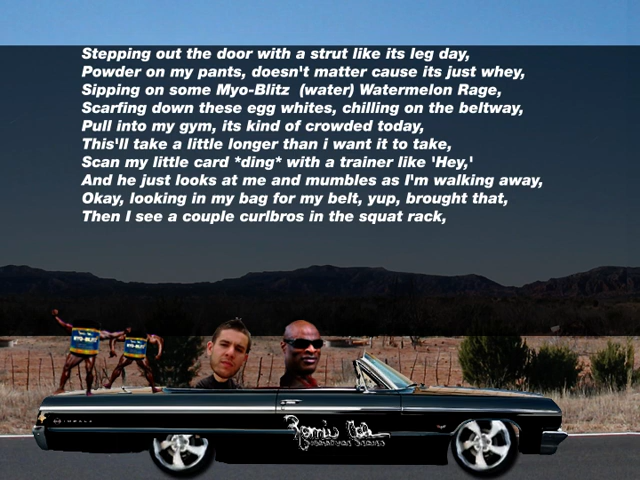 Stepping out the door with a strut like its leg day,
Powder on my pants, doesn't matter cause its just whey,
Sipping on some Myo-Blitz (water) Watermelon Rage,
Scarfing down these egg whites, chilling on the beltway,
Pull into my gym, its kind of crowded today,
This'll take a little longer than i want it to take,
Scan my little card *ding* with a trainer like 'Hey,'
And he just looks at me and mumbles as I'm walking away,
Okay, looking in my bag for my belt, yup, brought that,
Then I see a couple curlbros in the squat rack,
MYO-BLITZ
MYO-BLITZ
IMPALA